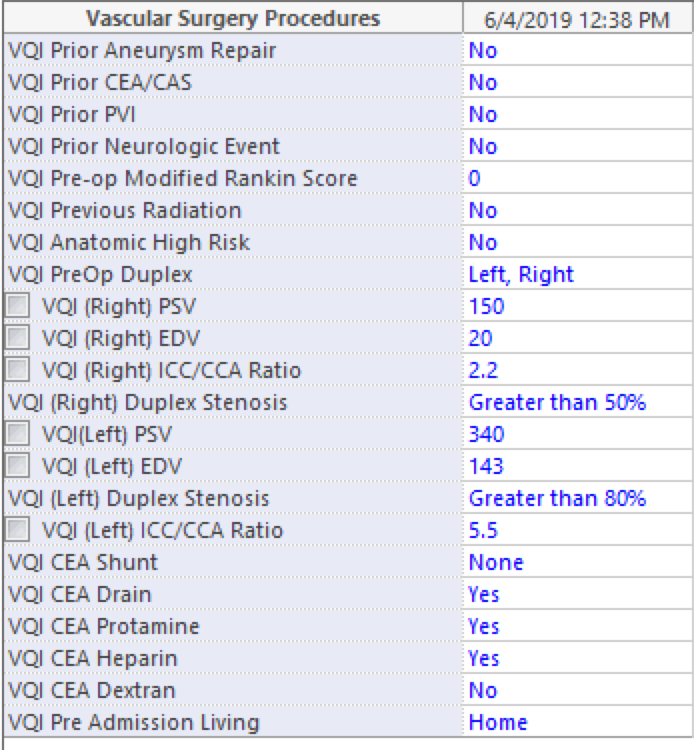 Vascular Surgery Procedures 6/4/2019 12:38 PM
VQI Prior Aneurysm Repair No
VQI Prior CEA/CAS No
VQI Prior PVI No
VQI Prior Neurologic Event No
VQI Pre-op Modified Rankin Score 0
VQI Previous Radiation No
VQI Anatomic High Risk No
VQI PreOp Duplex Left, Right
VQI (Right) PSV 150
VQI (Right) EDV 20
VQI (Right) ICC/CCA Ratio 2.2
VQI (Right) Duplex Stenosis Greater than 50%
VQI(Left) PSV 340
VQI (Left) EDV 143
VQI (Left) Duplex Stenosis Greater than 80%
VQI (Left) ICC/CCA Ratio 5.5
VQI CEA Shunt None
VQI CEA Drain Yes
VQI CEA Protamine Yes
VQI CEA Heparin Yes
VQI CEA Dextran No
VQI Pre Admission Living Home